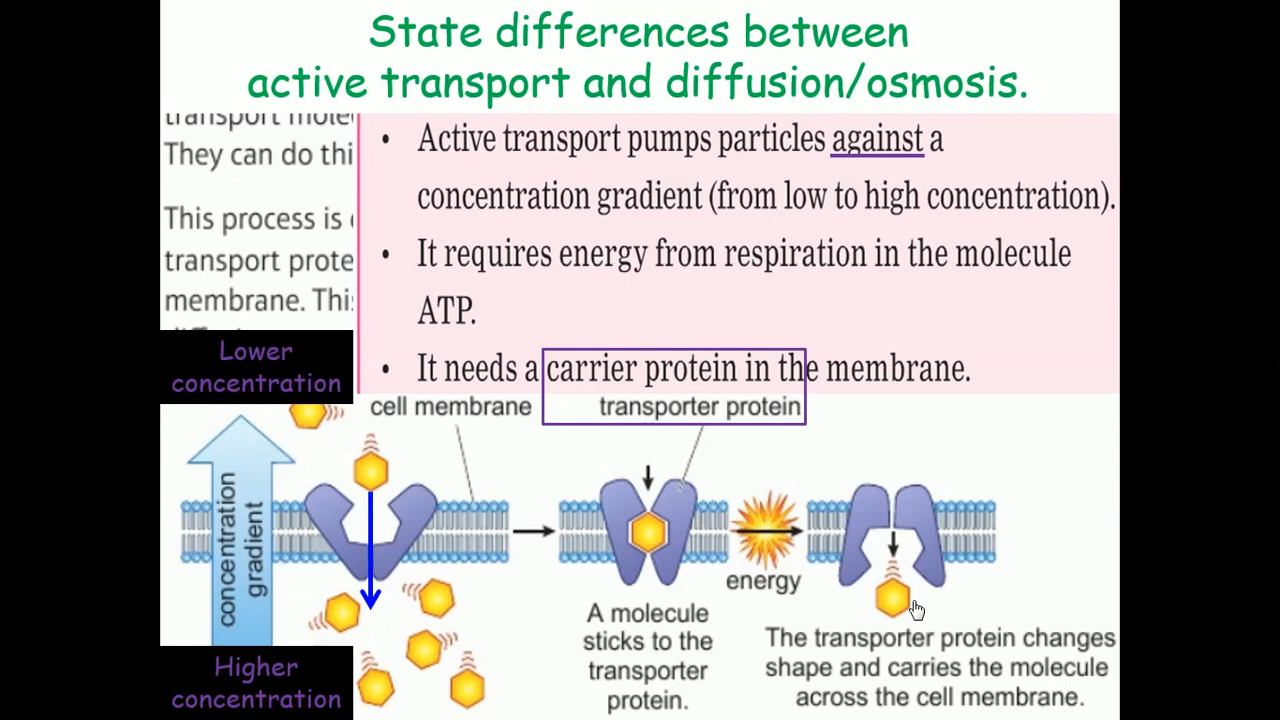 State differences between
active transport and diffusion/osmosis.
transport
They can do
This process is
transport
membrane.
• Active transport pumps particles against a
concentration gradient (from low to high concentration).
• It requires energy from respiration in the molecule
ATP.
• It needs a carrier protein in the membrane.
Lower
concentration
cell membrane
transporter protein
concentration
gradient
energy
A molecule
sticks to the
transporter
protein.
The transporter protein changes
shape and carries the molecule
across the cell membrane.
Higher
concentration